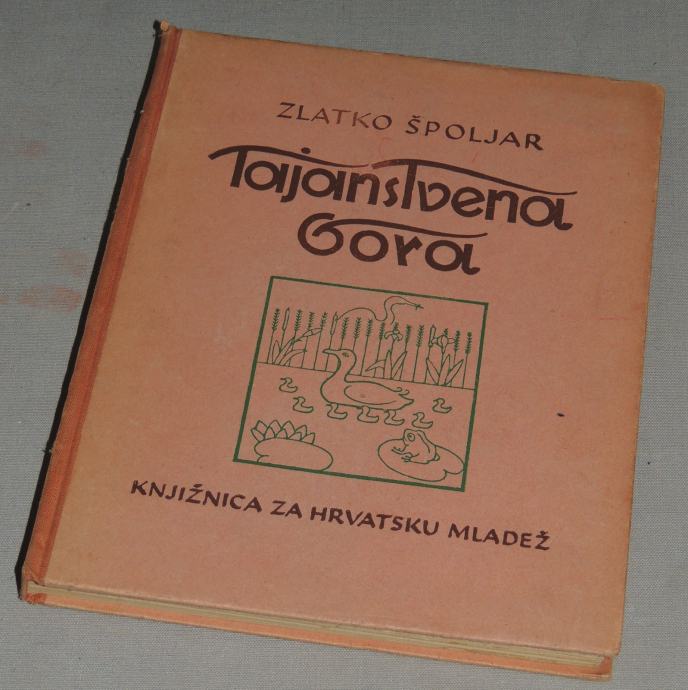 ZLATKO ŠPOLJAR
Tajanstvena
Gora
KNJIŽNICA ZA HRVATSKU MLADEŽ